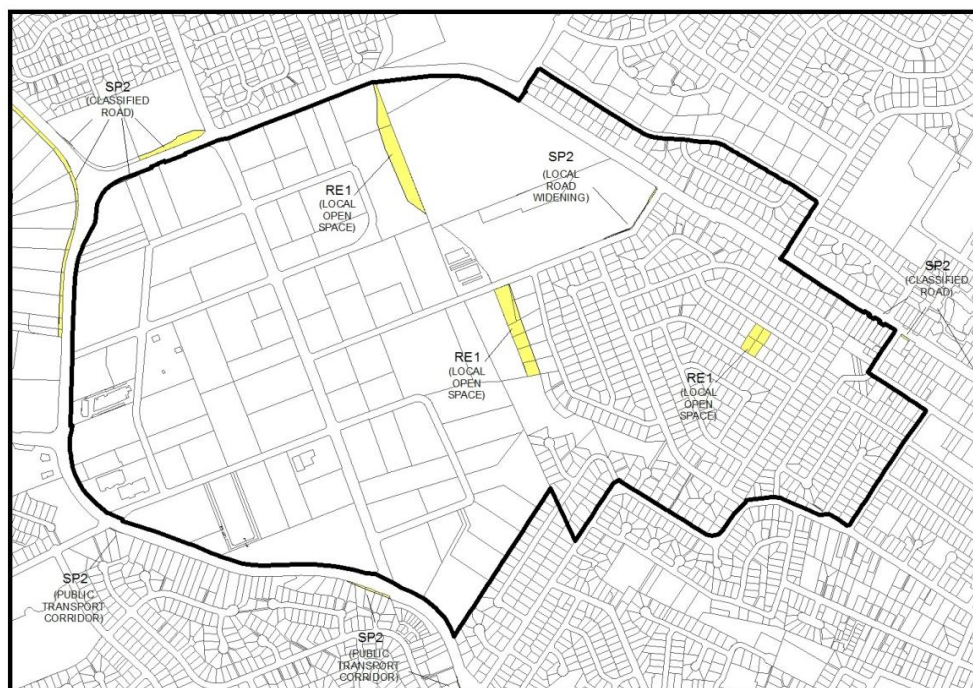 SP2
(CLASSIFIED
ROAD)
RE1
(LOCAL
OPEN
SPACE)
SP2
(LOCAL
ROAD
WIDENING)
SP2
(CLASSIFIED
ROAD)
RE1
(LOCAL
OPEN
SPACE)
RE1
(LOCAL
OPEN
SPACE)
SP2
(PUBLIC
TRANSPORT
CORRIDOR)
SP2
(PUBLIC
TRANSPORT
CORRIDOR)